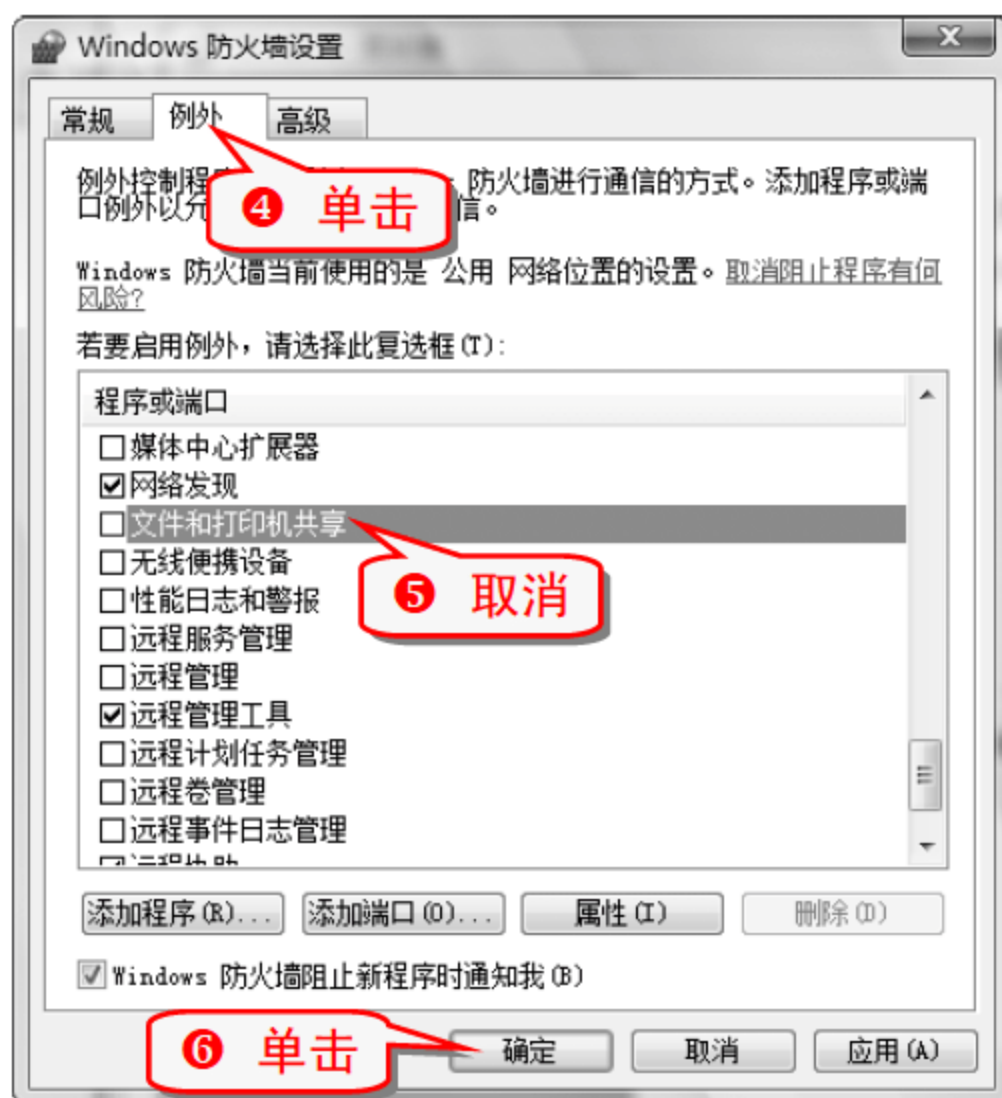 Windows 防火墙设置
常规 例外 高级
例外控制程 防火墙进行通信的方式。添加程序或端
口例外以允 信。
❹ 单击
Windows 防火墙当前使用的是 公用 网络位置的设置。取消阻止程序有何
风险?
若要启用例外，请选择此复选框(T):
程序或端口
媒体中心扩展器
网络发现
文件和打印机共享
无线便携设备
❺ 取消
性能日志和警报
远程服务管理
远程管理
远程管理工具
远程计划任务管理
远程卷管理
远程事件日志管理
远程协助
添加程序(R)... 添加端口(O)... 属性(I) 删除(D)
Windows 防火墙阻止新程序时通知我(B)
❻ 单击
确定 取消 应用(A)